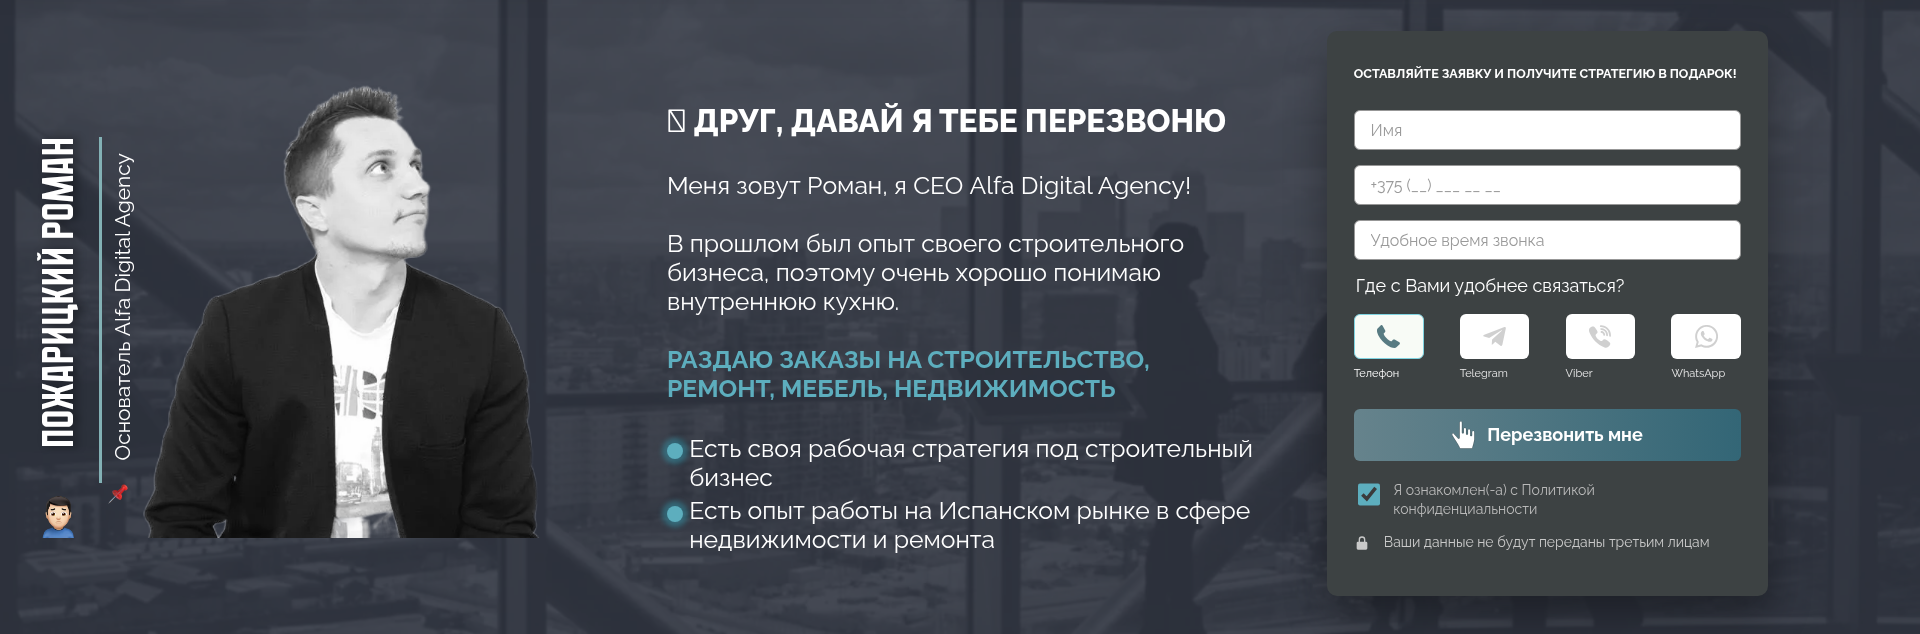 ПОЖАРИЦКИЙ РОМАН
Основатель Alfa Digital Agency
ДРУГ, ДАВАЙ Я ТЕБЕ ПЕРЕЗВОНЮ
Меня зовут Роман, я CEO Alfa Digital Agency!
В прошлом был опыт своего строительного
бизнеса, поэтому очень хорошо понимаю
внутреннюю кухню.
РАЗДАЮ ЗАКАЗЫ НА СТРОИТЕЛЬСТВО,
РЕМОНТ, МЕБЕЛЬ, НЕДВИЖИМОСТЬ
Есть своя рабочая стратегия под строительный
бизнес
Есть опыт работы на Испанском рынке в сфере
недвижимости и ремонта
ОСТАВЛЯЙТЕ ЗАЯВКУ И ПОЛУЧИТЕ СТРАТЕГИЮ В ПОДАРОК!
Имя
+375 (__) ___ __ __
Удобное время звонка
Где с Вами удобнее связаться?
Телефон Telegram Viber WhatsApp
Перезвонить мне
Я ознакомлен(-а) с Политикой
конфиденциальности
Ваши данные не будут переданы третьим лицам